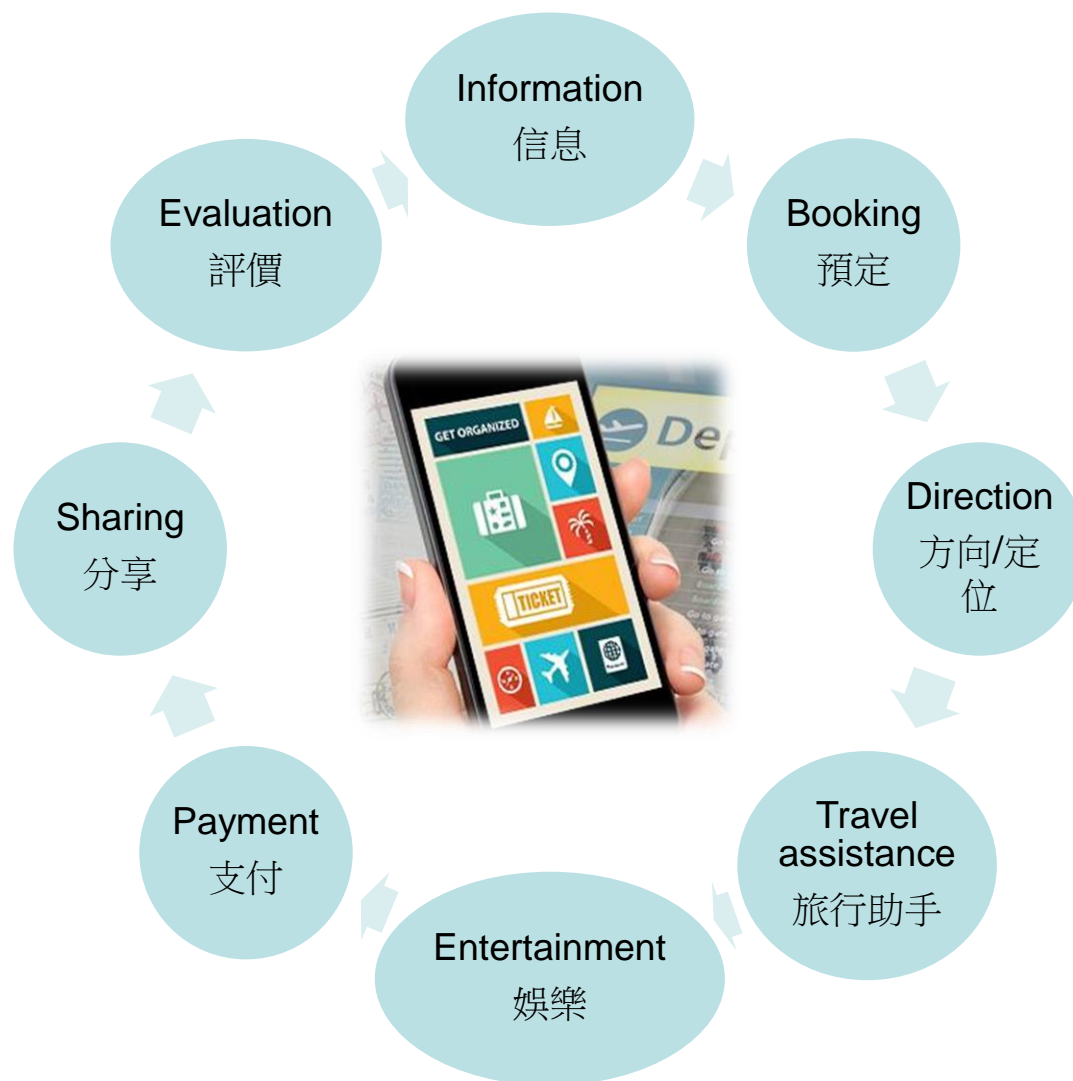 Information
信息
Booking
預定
Direction
方向/定
位
Travel
assistance
旅行助手
Entertainment
娛樂
Payment
支付
Sharing
分享
Evaluation
評價
GET ORGANIZED
TICKET
De